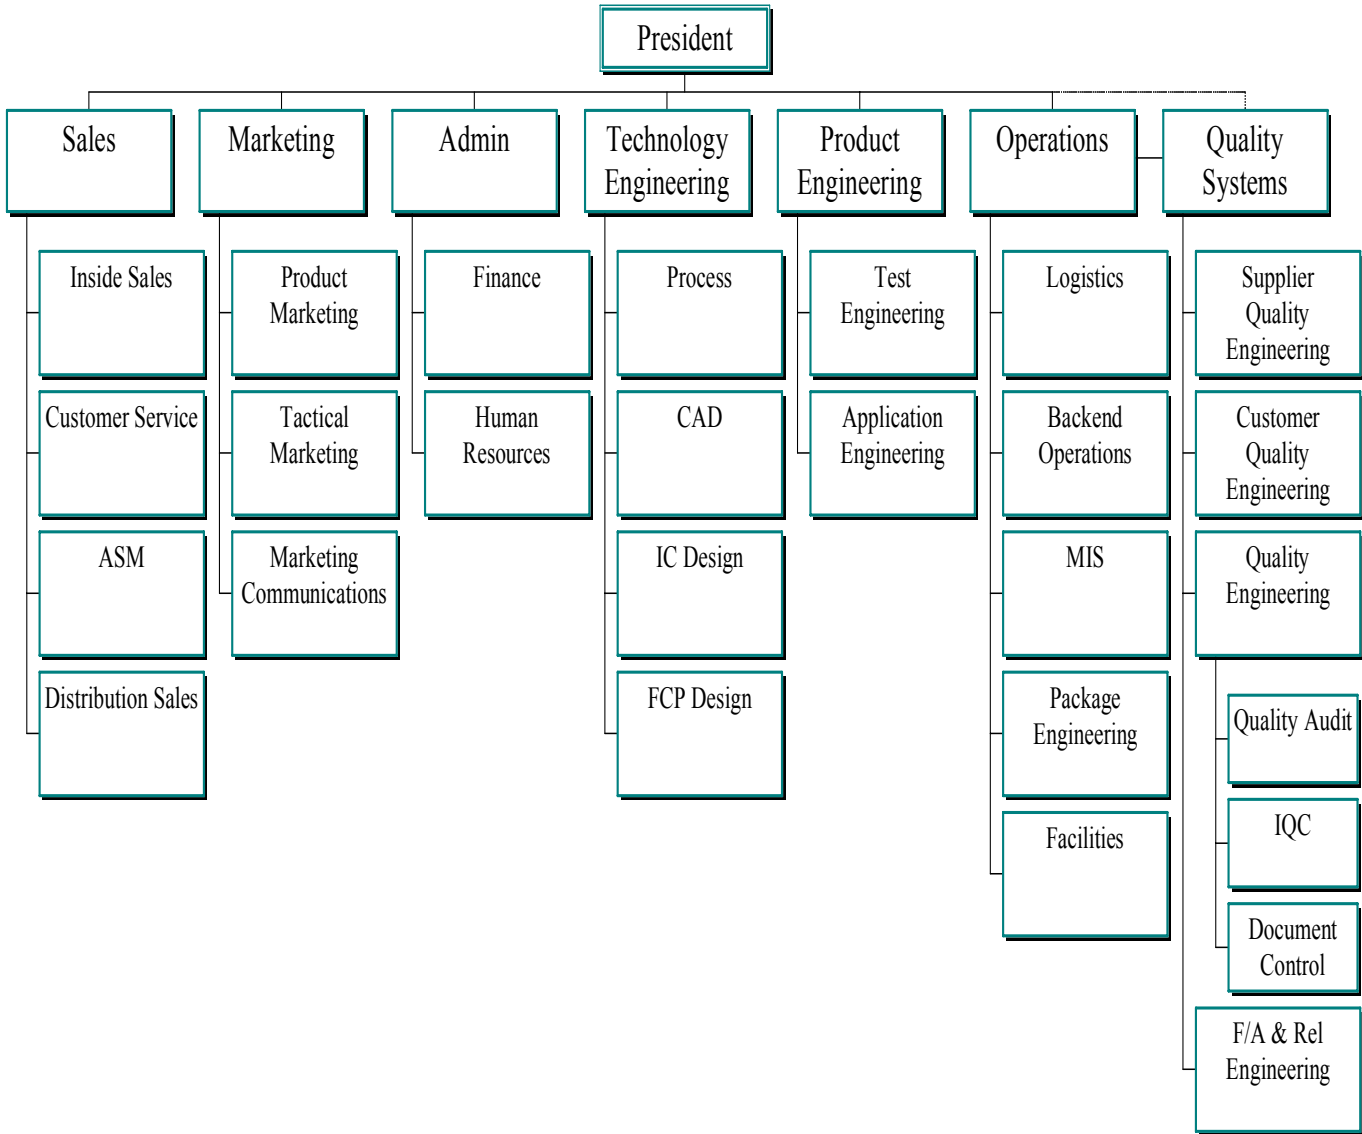 President
Sales
Marketing
Admin
Technology
Engineering
Product
Engineering
Operations
Quality
Systems
Inside Sales
Customer Service
ASM
Distribution Sales
Product
Marketing
Tactical
Marketing
Marketing
Communications
Finance
Human
Resources
Process
CAD
IC Design
FCP Design
Test
Engineering
Application
Engineering
Logistics
Backend
Operations
MIS
Package
Engineering
Facilities
Supplier
Quality
Engineering
Customer
Quality
Engineering
Quality
Engineering
Quality Audit
IQC
Document
Control
F/A & Rel
Engineering